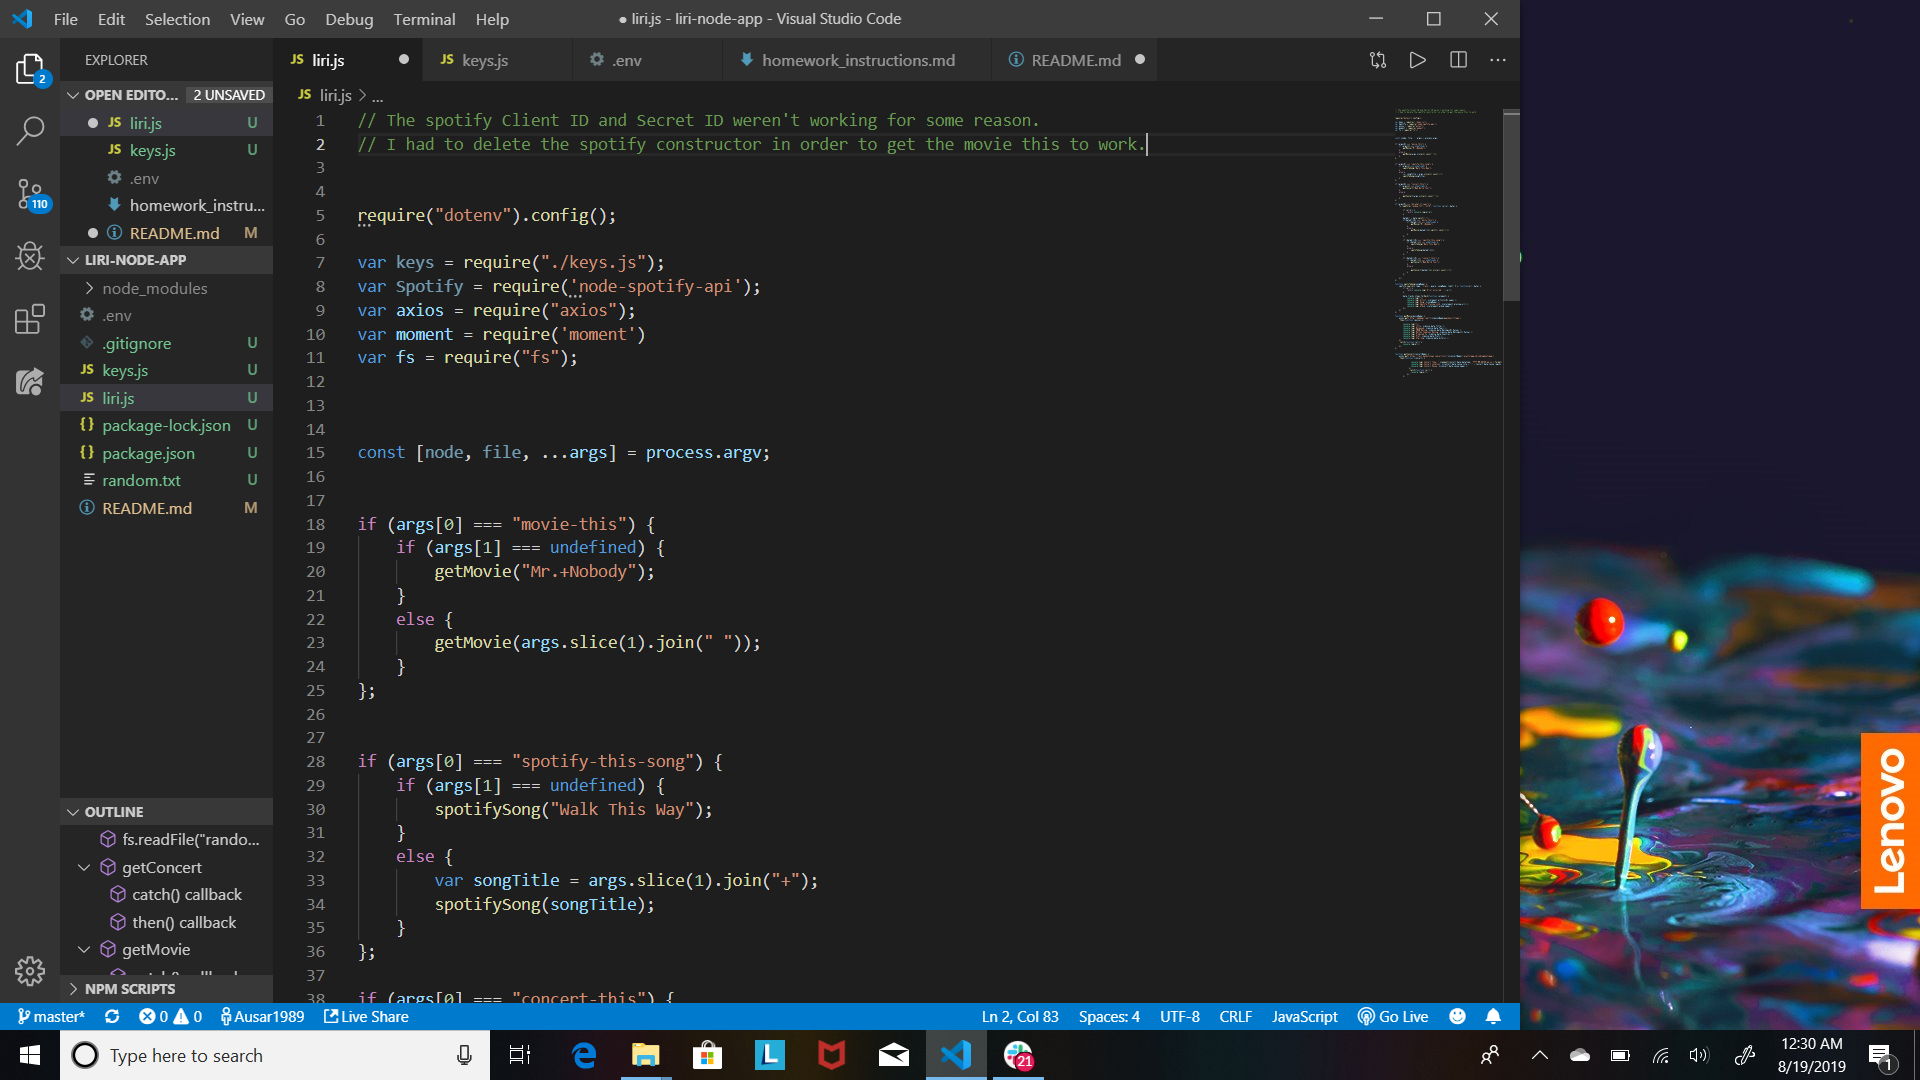 File Edit Selection View Go Debug Terminal Help
● liri.js - liri-node-app - Visual Studio Code
EXPLORER
OPEN EDITO... 2 UNSAVED
JS liri.js U
JS keys.js U
.env
homework_instru...
README.md M
LIRI-NODE-APP
node_modules
.env
.gitignore U
JS keys.js U
JS liri.js U
{} package-lock.json U
{} package.json U
random.txt U
README.md M
OUTLINE
fs.readFile("rando...
getConcert
catch() callback
then() callback
getMovie
NPM SCRIPTS
2
110
JS liri.js
JS keys.js
.env
homework_instructions.md
README.md
JS liri.js > ...
1 // The spotify Client ID and Secret ID weren't working for some reason.
2 // I had to delete the spotify constructor in order to get the movie this to work.
3
4
5 require("dotenv").config();
6
7 var keys = require("./keys.js");
8 var Spotify = require('node-spotify-api');
9 var axios = require("axios");
10 var moment = require('moment')
11 var fs = require("fs");
12
13
14
15 const [node, file, ...args] = process.argv;
16
17
18 if (args[0] === "movie-this") {
19 if (args[1] === undefined) {
20 getMovie("Mr.+Nobody");
21 }
22 else {
23 getMovie(args.slice(1).join(" "));
24 }
25 };
26
27
28 if (args[0] === "spotify-this-song") {
29 if (args[1] === undefined) {
30 spotifySong("Walk This Way");
31 }
32 else {
33 var songTitle = args.slice(1).join("+");
34 spotifySong(songTitle);
35 }
36 };
37
38 if (args[0] === "concert-this") {
master* 0 0 Ausar1989 Live Share
Ln 2, Col 83 Spaces: 4 UTF-8 CRLF JavaScript Go Live
Lenovo
Type here to search
L
21
12:30 AM
8/19/2019
1